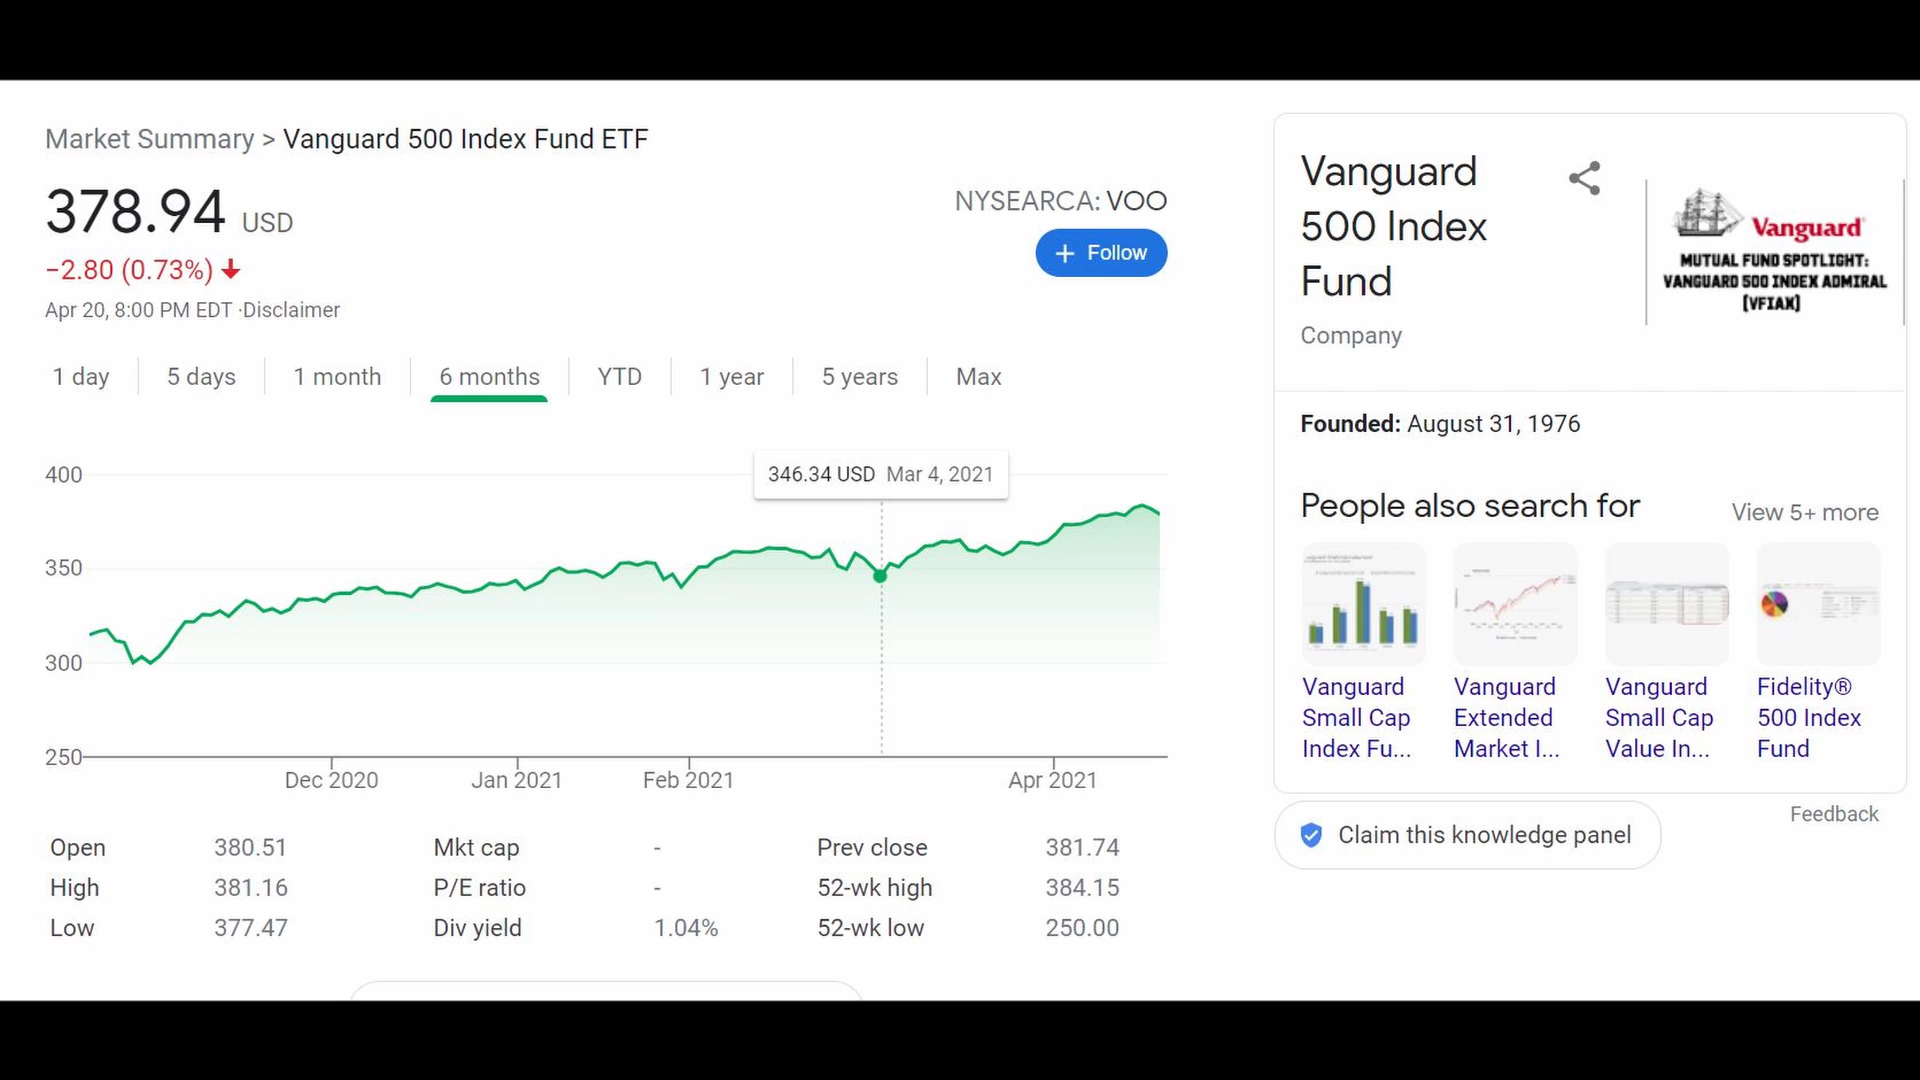 Market Summary > Vanguard 500 Index Fund ETF
378.94 USD
−2.80 (0.73%)
Apr 20, 8:00 PM EDT ·Disclaimer
NYSEARCA: VOO
+ Follow
1 day
5 days
1 month
6 months
YTD
1 year
5 years
Max
346.34 USD Mar 4, 2021
400
350
300
250
Dec 2020
Jan 2021
Feb 2021
Apr 2021
Open 380.51
High 381.16
Low 377.47
Mkt cap -
P/E ratio -
Div yield 1.04%
Prev close 381.74
52-wk high 384.15
52-wk low 250.00
Vanguard
500 Index
Fund
Company
Vanguard
MUTUAL FUND SPOTLIGHT:
VANGUARD 500 INDEX ADMIRAL
(VFIAX)
Founded: August 31, 1976
People also search for
View 5+ more
Vanguard
Small Cap
Index Fu...
Vanguard
Extended
Market I...
Vanguard
Small Cap
Value In...
Fidelity®
500 Index
Fund
Feedback
Claim this knowledge panel